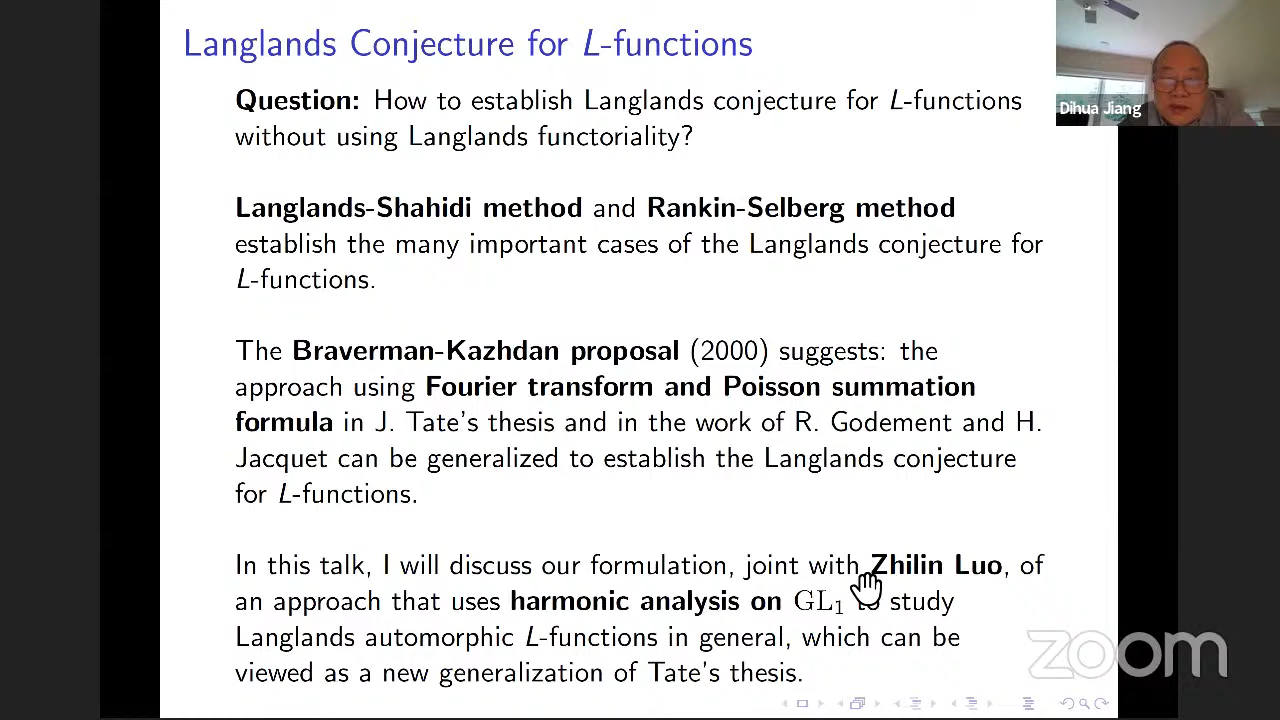 Langlands Conjecture for L-functions
Question: How to establish Langlands conjecture for L-functions
without using Langlands functoriality?
Dihua Jiang
Langlands-Shahidi method and Rankin-Selberg method
establish the many important cases of the Langlands conjecture for
L-functions.
The Braverman-Kazhdan proposal (2000) suggests: the
approach using Fourier transform and Poisson summation
formula in J. Tate's thesis and in the work of R. Godement and H.
Jacquet can be generalized to establish the Langlands conjecture
for L-functions.
In this talk, I will discuss our formulation, joint with Zhilin Luo, of
an approach that uses harmonic analysis on GL₁ to study
Langlands automorphic L-functions in general, which can be
viewed as a new generalization of Tate's thesis.
zoom